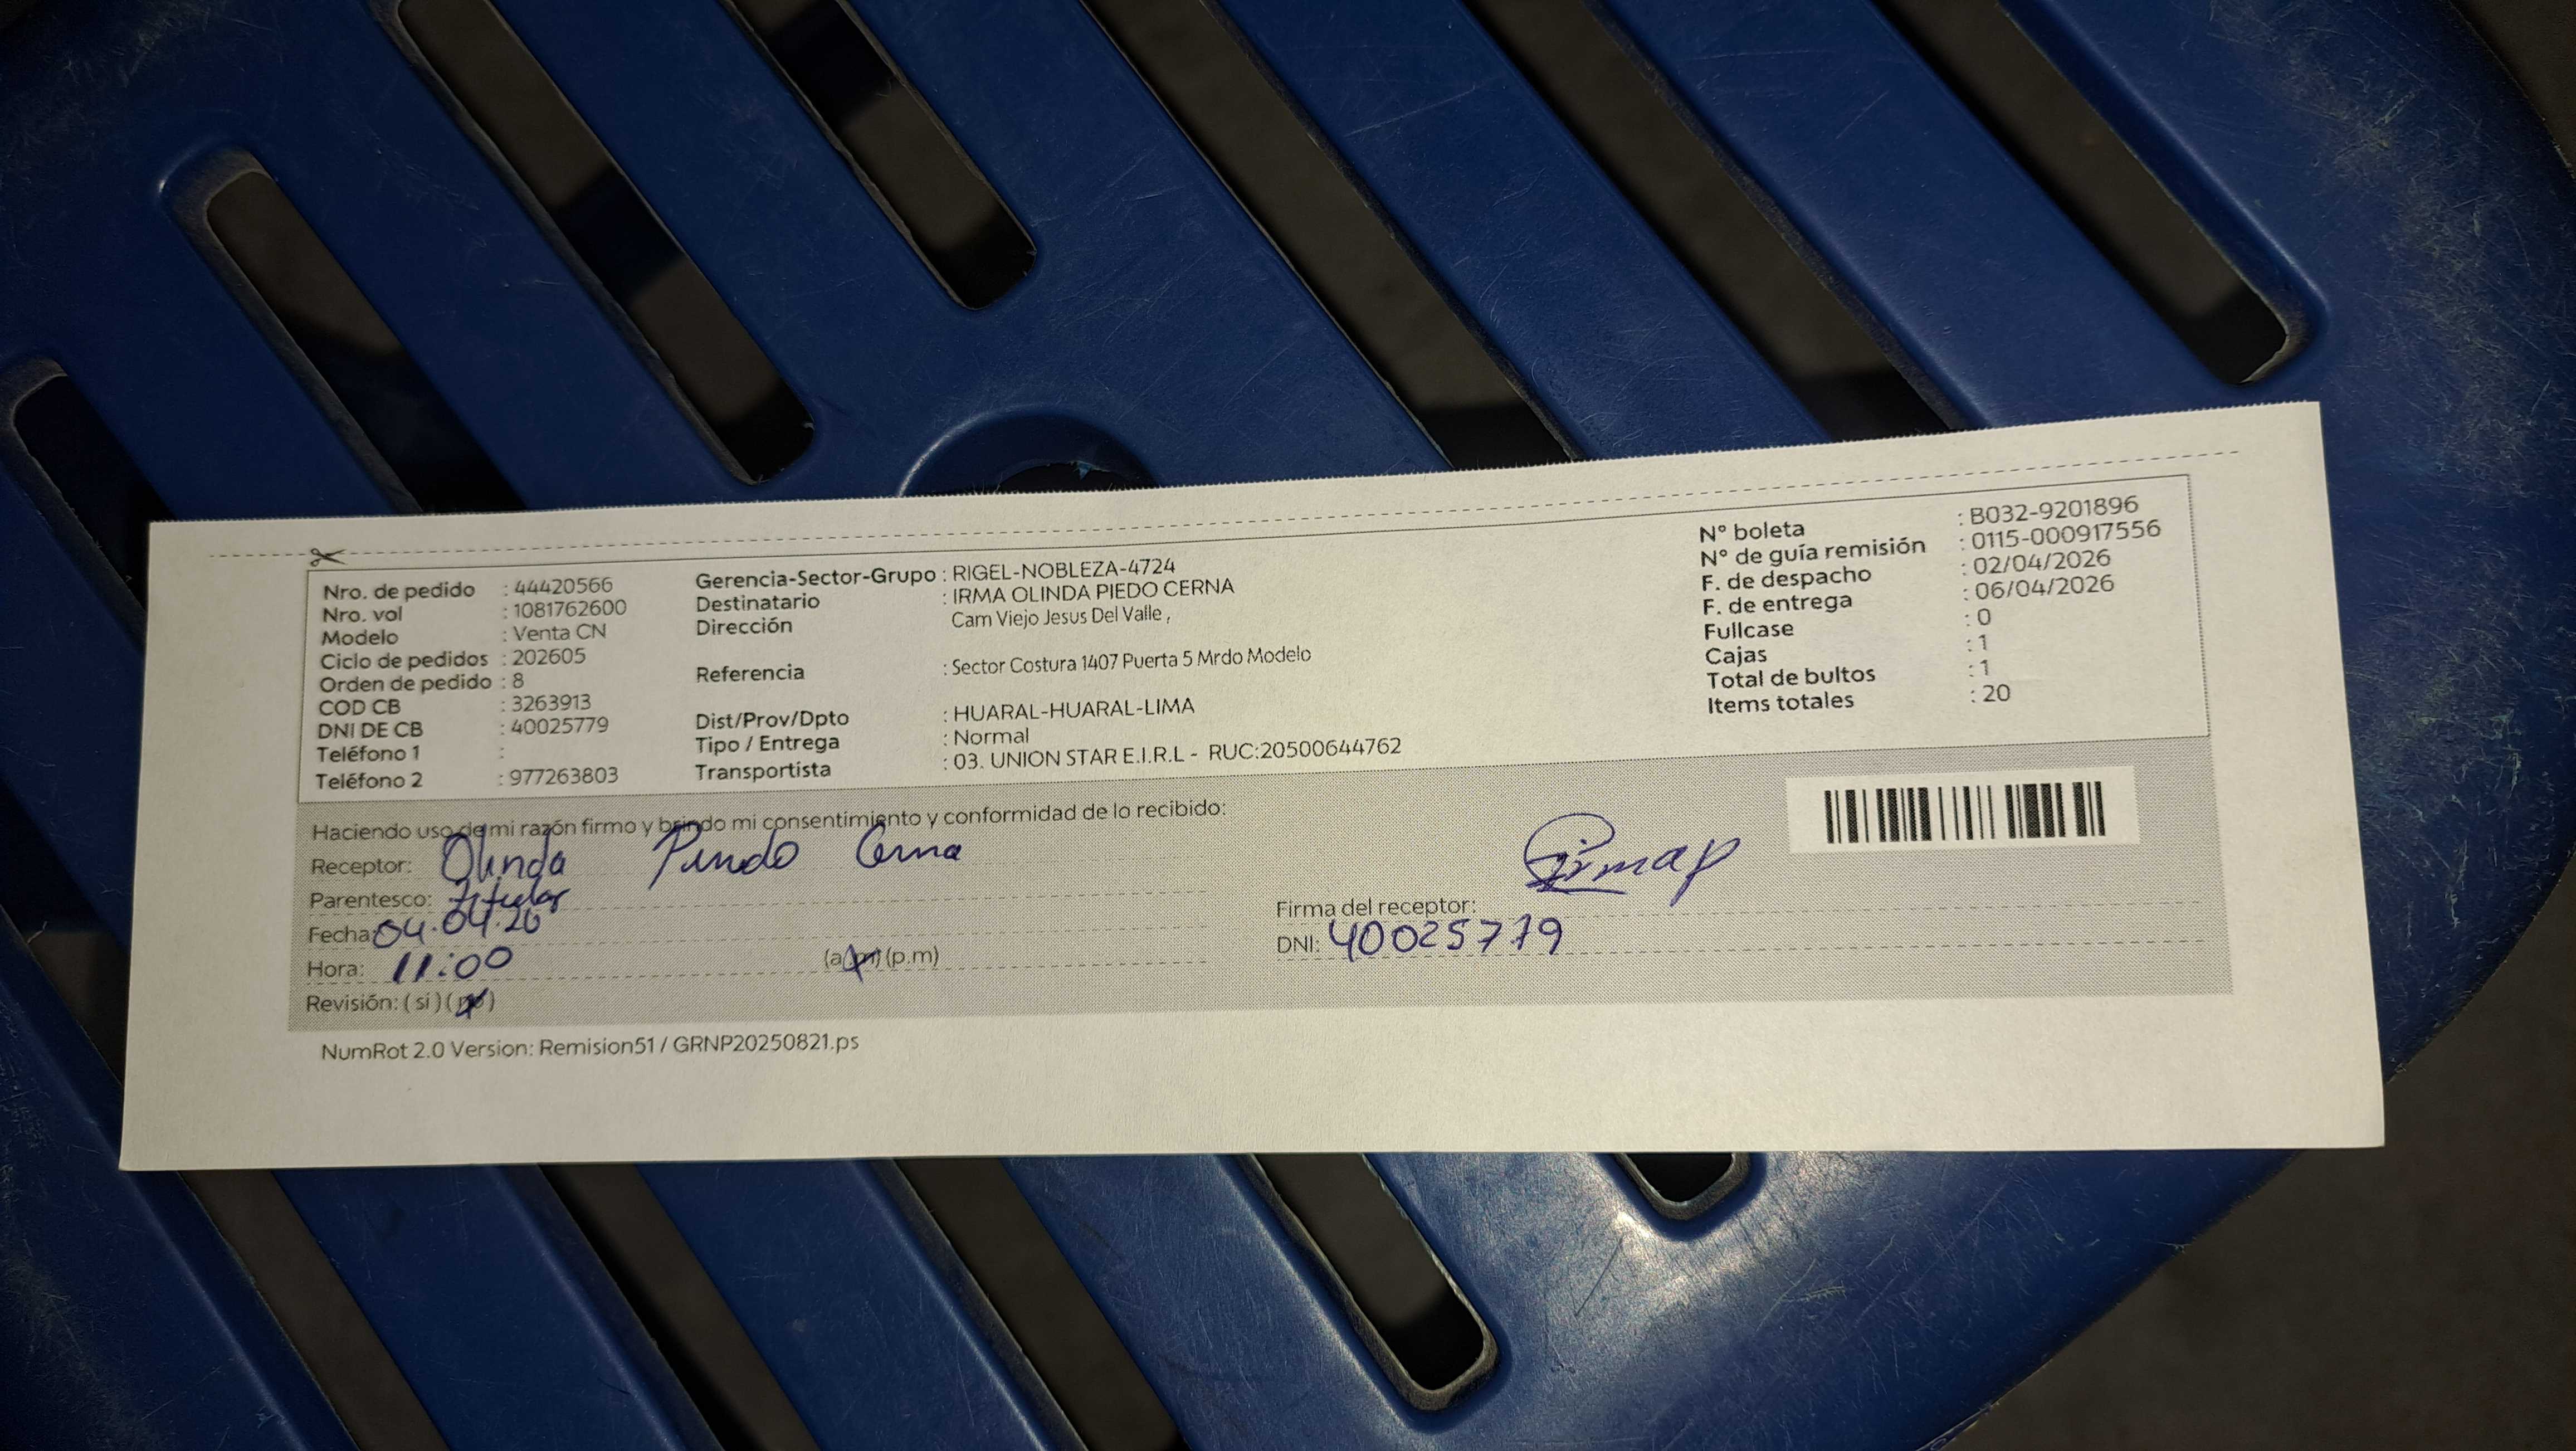 Nro. de pedido : 44420566
Nro. vol : 1081762600
Modelo : Venta CN
Ciclo de pedidos : 202605
Orden de pedido : 8
COD CB : 3263913
DNI DE CB : 40025779
Teléfono 1 :
Teléfono 2 : 977263803
Gerencia-Sector-Grupo : RIGEL-NOBLEZA-4724
Destinatario : IRMA OLINDA PIEDO CERNA
Dirección Cam Viejo Jesus Del Valle ,
Referencia : Sector Costura 1407 Puerta 5 Mrdo Modelo
Dist/Prov/Dpto : HUARAL-HUARAL-LIMA
Tipo / Entrega : Normal
Transportista : 03. UNION STAR E.I.R.L - RUC:20500644762
N° boleta : B032-9201896
N° de guía remisión : 0115-000917556
F. de despacho : 02/04/2026
F. de entrega : 06/04/2026
Fullcase : 0
Cajas : 1
Total de bultos : 1
Items totales : 20
Haciendo uso de mi razón firmo y brindo mi consentimiento y conformidad de lo recibido:
Receptor: Olinda Cerna
Parentesco: Titular
Fecha: 04.04.26
Hora: 11:00 (a.m) (p.m)
Revisión: ( si ) ( no )
Firma del receptor:
DNI: 40025779
NumRot 2.0 Version: Remision51 / GRNP20250821.ps